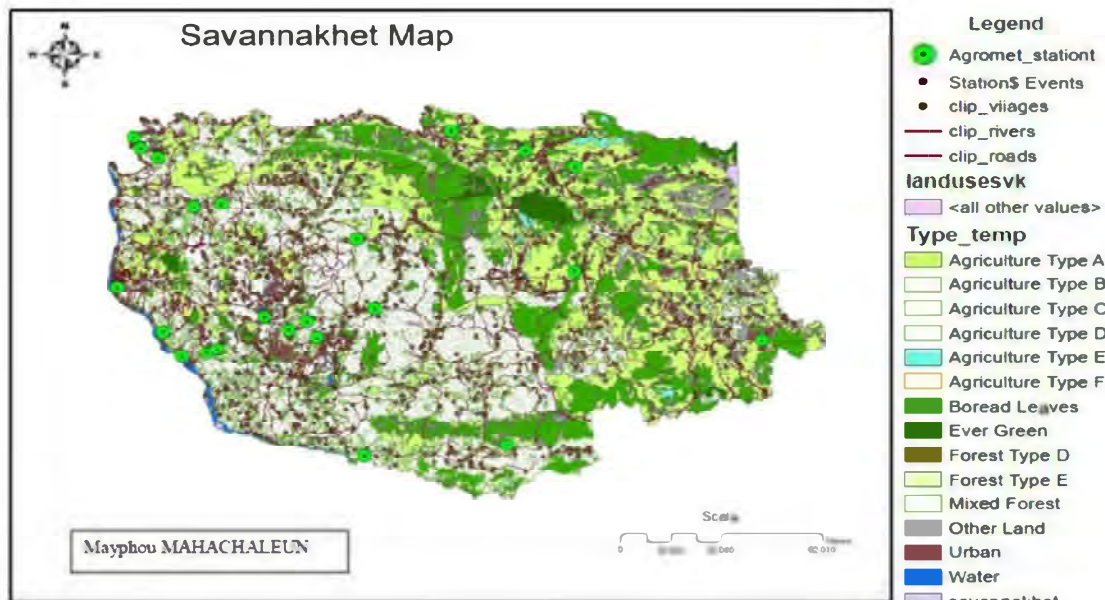 Savannakhet Map
N
Mayphou MAHACHALEUN
0
Legend
Agromet_stationt
Station$ Events
clip_villages
clip_rivers
clip_roads
landusesvk
<all other values>
Type_temp
Agriculture Type A
Agriculture Type B
Agriculture Type C
Agriculture Type D
Agriculture Type E
Agriculture Type F
Boread Leaves
Ever Green
Forest Type D
Forest Type E
Mixed Forest
Other Land
Urban
Water
savannakhet